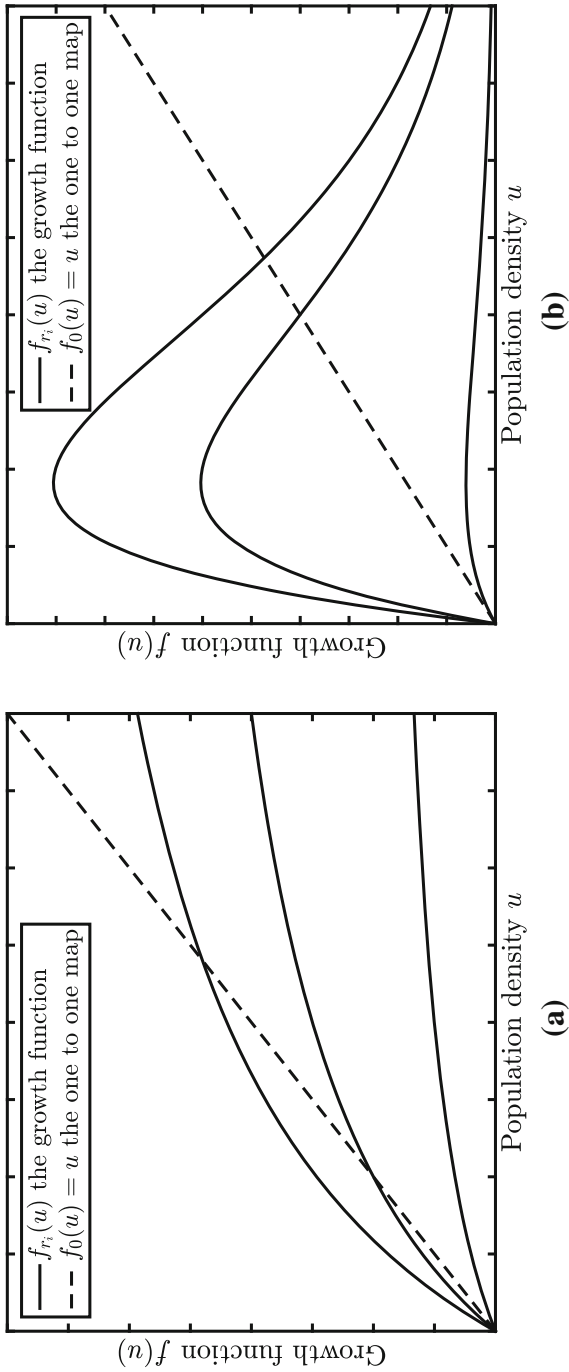 f_{r_i}(u) the growth function
f_0(u) = u the one to one map
Growth function f(u)
Population density u
(a)
f_{r_i}(u) the growth function
f_0(u) = u the one to one map
Growth function f(u)
Population density u
(b)